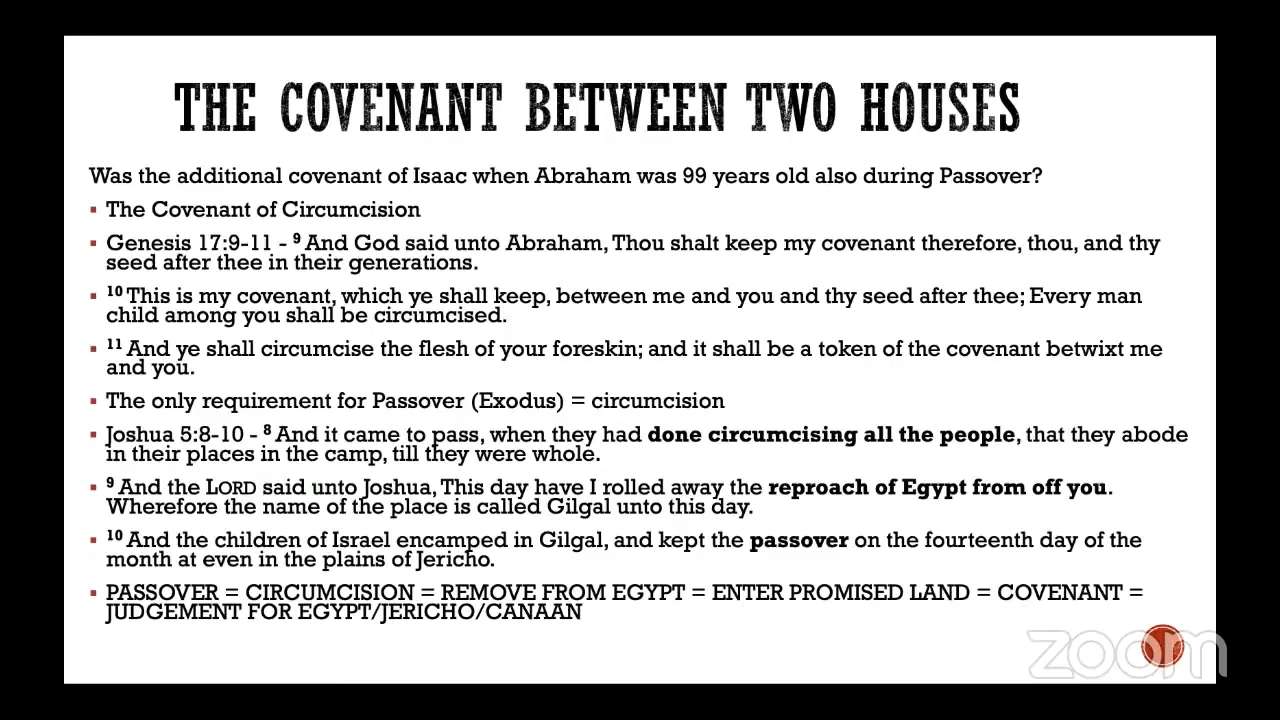 THE COVENANT BETWEEN TWO HOUSES
Was the additional covenant of Isaac when Abraham was 99 years old also during Passover?
▪ The Covenant of Circumcision
▪ Genesis 17:9-11 - 9 And God said unto Abraham, Thou shalt keep my covenant therefore, thou, and thy
seed after thee in their generations.
▪ 10 This is my covenant, which ye shall keep, between me and you and thy seed after thee; Every man
child among you shall be circumcised.
▪ 11 And ye shall circumcise the flesh of your foreskin; and it shall be a token of the covenant betwixt me
and you.
▪ The only requirement for Passover (Exodus) = circumcision
▪ Joshua 5:8-10 - 8 And it came to pass, when they had done circumcising all the people, that they abode
in their places in the camp, till they were whole.
▪ 9 And the LORD said unto Joshua, This day have I rolled away the reproach of Egypt from off you.
Wherefore the name of the place is called Gilgal unto this day.
▪ 10 And the children of Israel encamped in Gilgal, and kept the passover on the fourteenth day of the
month at even in the plains of Jericho.
▪ PASSOVER = CIRCUMCISION = REMOVE FROM EGYPT = ENTER PROMISED LAND = COVENANT =
JUDGEMENT FOR EGYPT/JERICHO/CANAAN
zoom